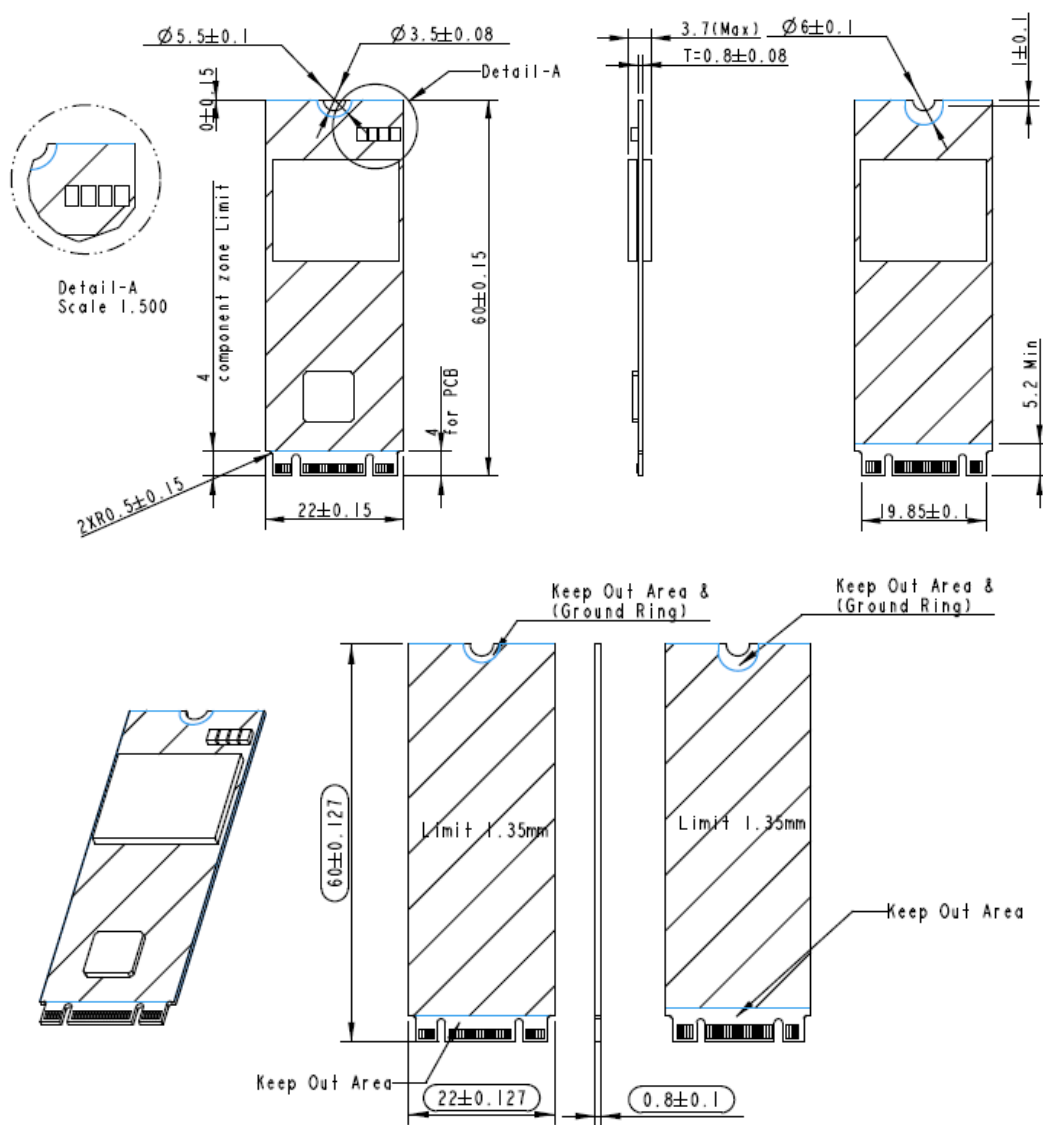 Ø5.5±0.1
Ø3.5±0.08
Detail-A
3.7(Max)
T=0.8±0.08
Ø6±0.1
1±0.1
0±0.15
Detail-A
Scale 1.500
4
component zone Limit
60±0.15
4
for PCB
2XR0.5±0.15
22±0.15
5.2 Min
19.85±0.1
Keep Out Area &
(Ground Ring)
Keep Out Area &
(Ground Ring)
60±0.127
Limit 1.35mm
Limit 1.35mm
Keep Out Area
Keep Out Area
22±0.127
0.8±0.1